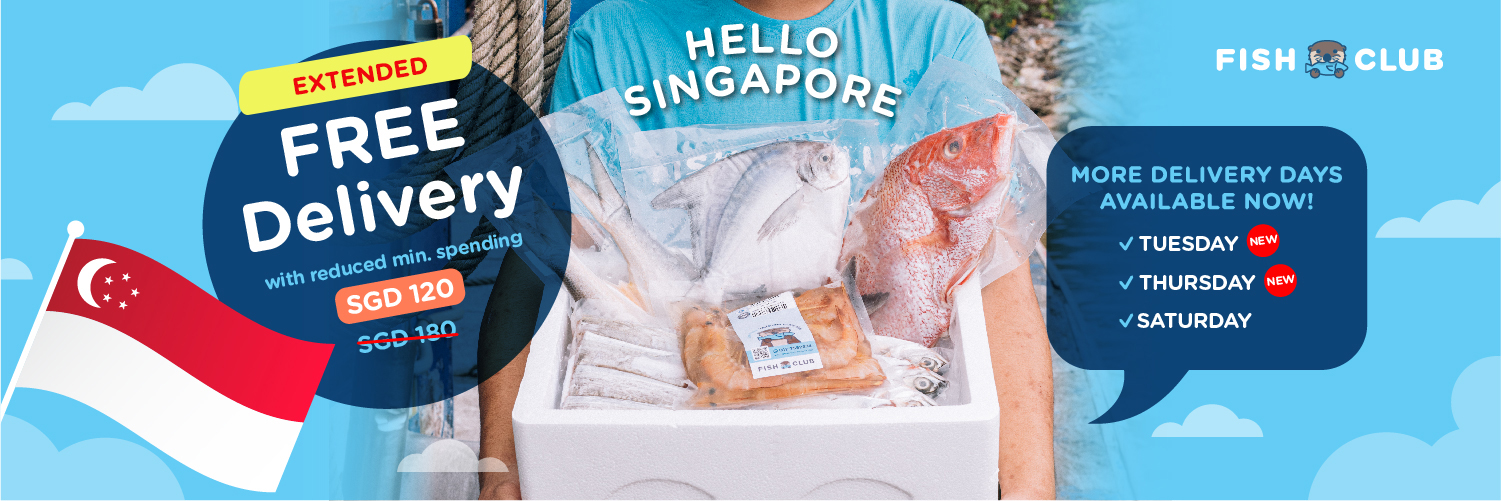 EXTENDED
FREE
Delivery
with reduced min. spending
SGD 120
SGD 180
HELLO
SINGAPORE
FISH CLUB
MORE DELIVERY DAYS
AVAILABLE NOW!
TUESDAY NEW
THURSDAY NEW
SATURDAY
FISH CLUB